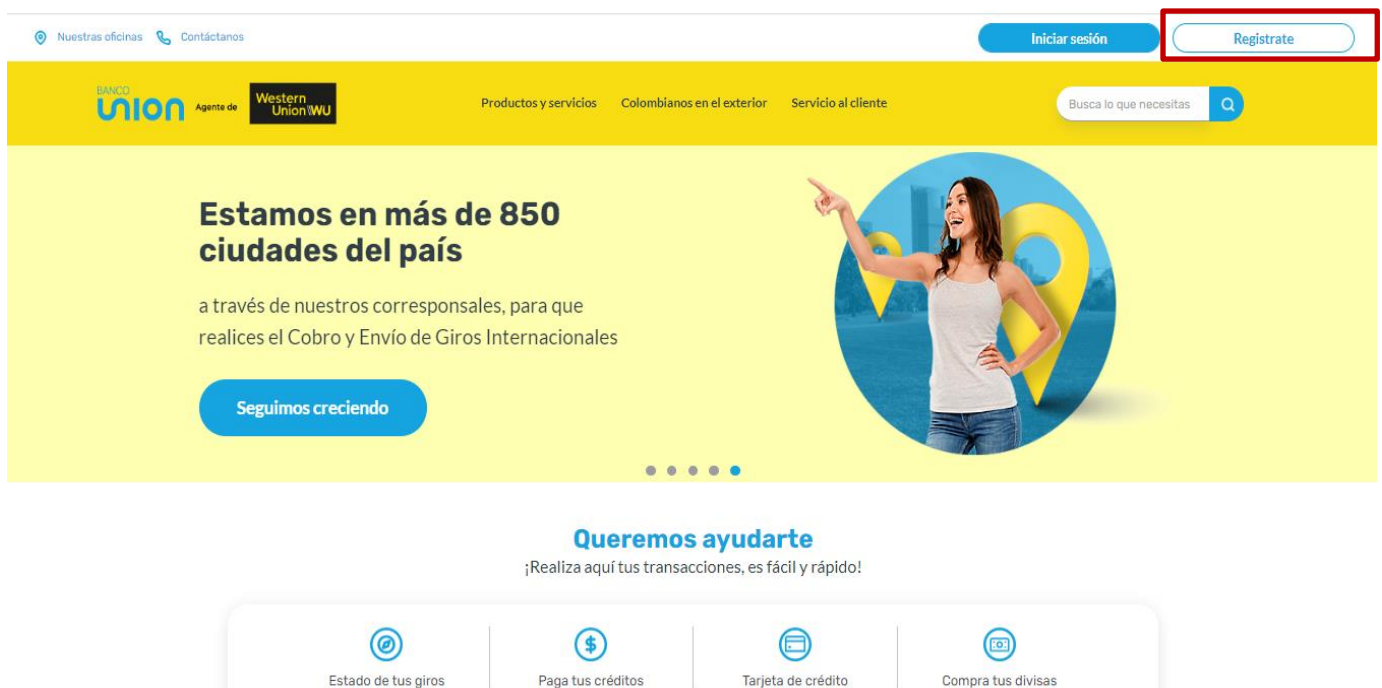 Nuestras oficinas Contáctanos Iniciar sesión Registrate
BANCO
union Agente de Western
Union WU
Productos y servicios Colombianos en el exterior Servicio al cliente Busca lo que necesitas
Estamos en más de 850
ciudades del país
a través de nuestros corresponsales, para que
realices el Cobro y Envío de Giros Internacionales
Seguimos creciendo
Queremos ayudarte
¡Realiza aquí tus transacciones, es fácil y rápido!
Estado de tus giros Paga tus créditos Tarjeta de crédito Compra tus divisas